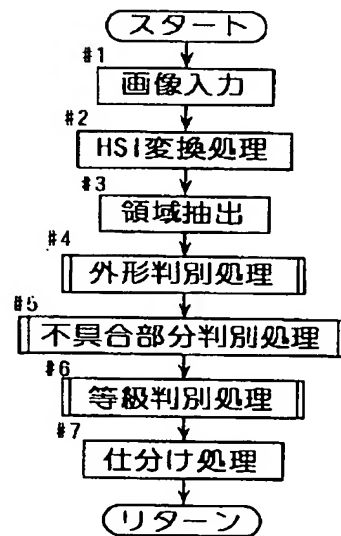 スタート
#1
画像入力
#2
HSI変換処理
#3
領域抽出
#4
外形判別処理
#5
不具合部分判別処理
#6
等級判別処理
#7
仕分け処理
リターン